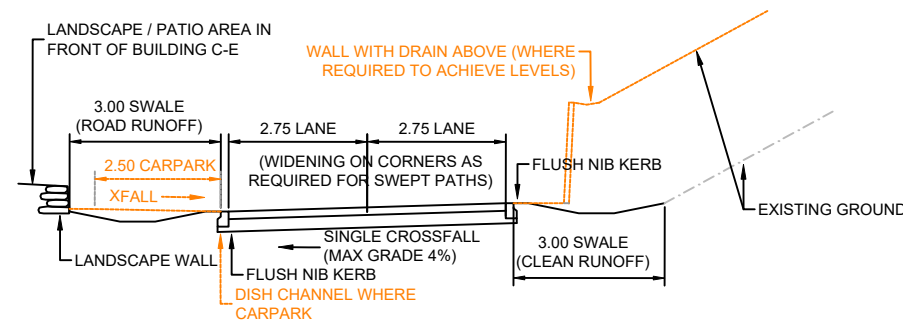 LANDSCAPE / PATIO AREA IN
FRONT OF BUILDING C-E
WALL WITH DRAIN ABOVE (WHERE
REQUIRED TO ACHIEVE LEVELS)
3.00 SWALE
(ROAD RUNOFF)
2.75 LANE
2.75 LANE
(WIDENING ON CORNERS AS
REQUIRED FOR SWEPT PATHS)
2.50 CARPARK
XFALL
FLUSH NIB KERB
EXISTING GROUND
LANDSCAPE WALL
SINGLE CROSSFALL
(MAX GRADE 4%)
3.00 SWALE
(CLEAN RUNOFF)
FLUSH NIB KERB
DISH CHANNEL WHERE
CARPARK